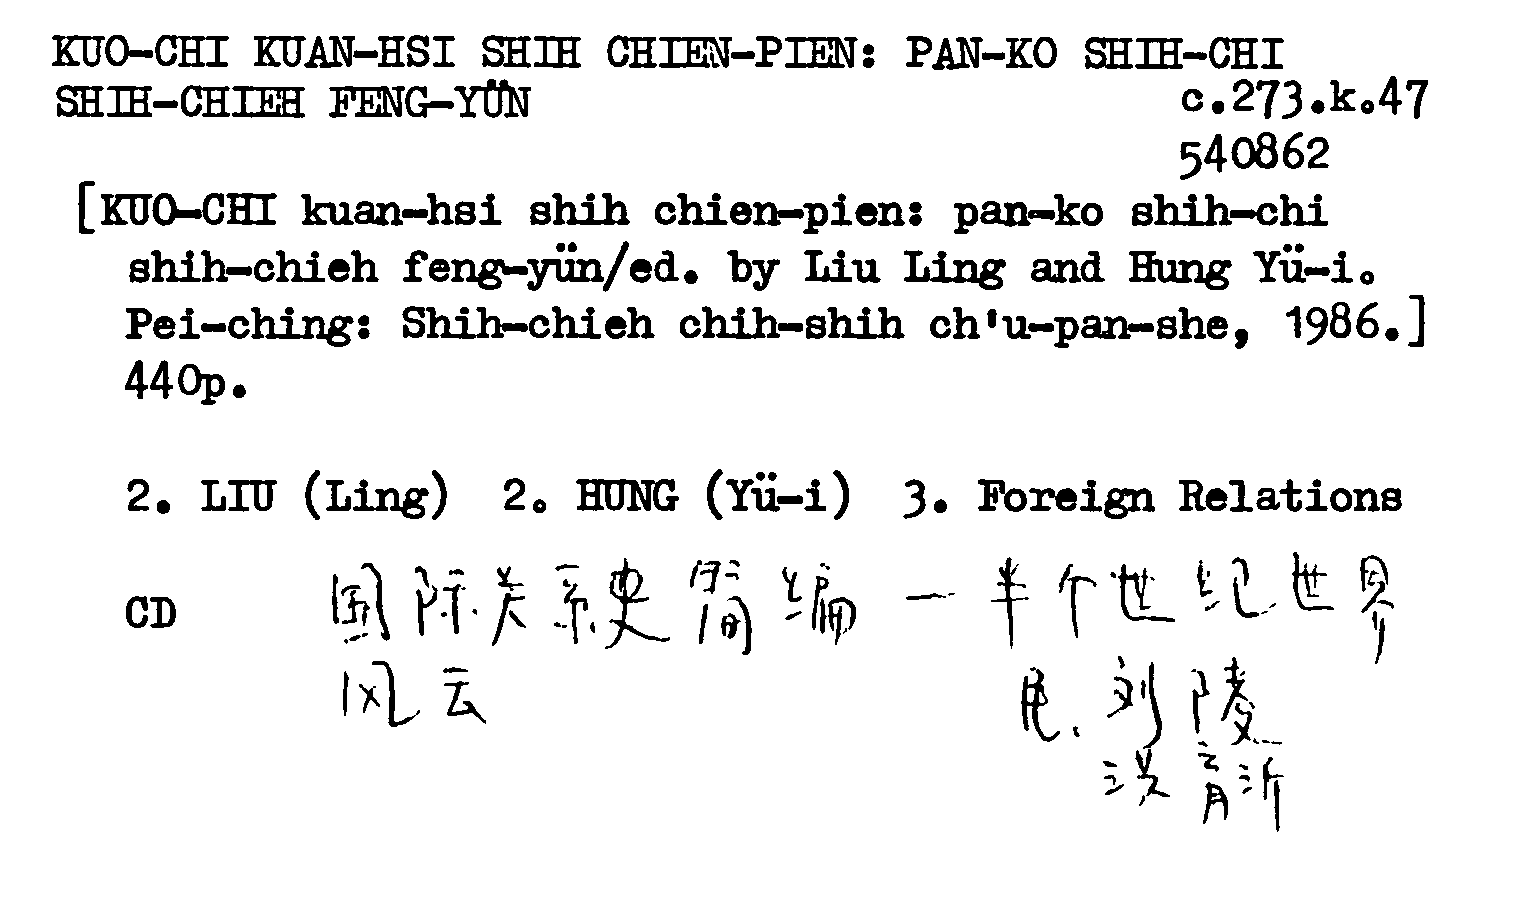 KUO-CHI KUAN-HSI SHIH CHIEN-PIEN: PAN-KO SHIH-CHI
SHIH-CHIEH FENG-YÜN
c.273.k.47
540862
[KUO-CHI kuan-hsi shih chien-pien: pan-ko shih-chi
shih-chieh feng-yün/ed. by Liu Ling and Hung Yü-i.
Pei-ching: Shih-chieh chih-shih ch'u-pan-she, 1986.]
440p.
2. LIU (Ling) 2. HUNG (Yü-i) 3. Foreign Relations
CD
国际关系史简编 — 半个世纪世界
风云
刘陵
洪育沂